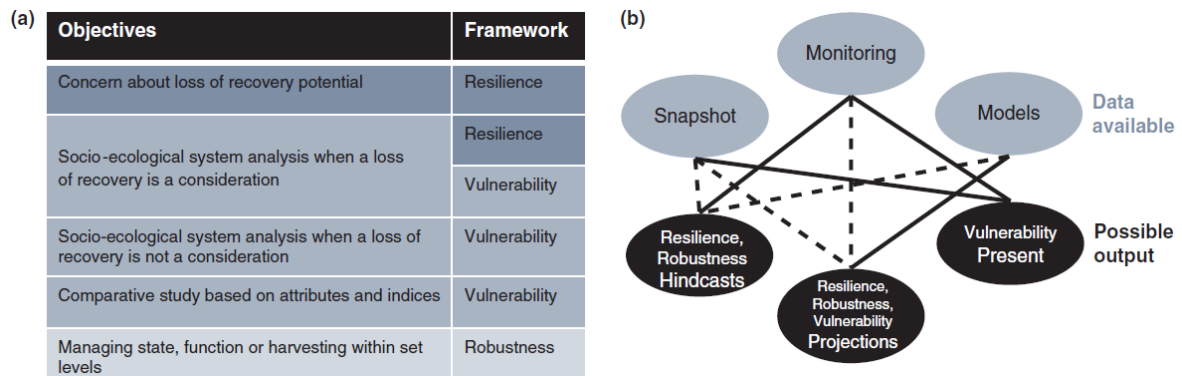 (a)
Objectives
Framework
Concern about loss of recovery potential
Resilience
Socio-ecological system analysis when a loss
of recovery is a consideration
Resilience
Vulnerability
Socio-ecological system analysis when a loss of
recovery is not a consideration
Vulnerability
Comparative study based on attributes and indices
Vulnerability
Managing state, function or harvesting within set
levels
Robustness
(b)
Monitoring
Snapshot
Models
Data
available
Resilience,
Robustness
Hindcasts
Resilience,
Robustness,
Vulnerability
Projections
Vulnerability
Present
Possible
output